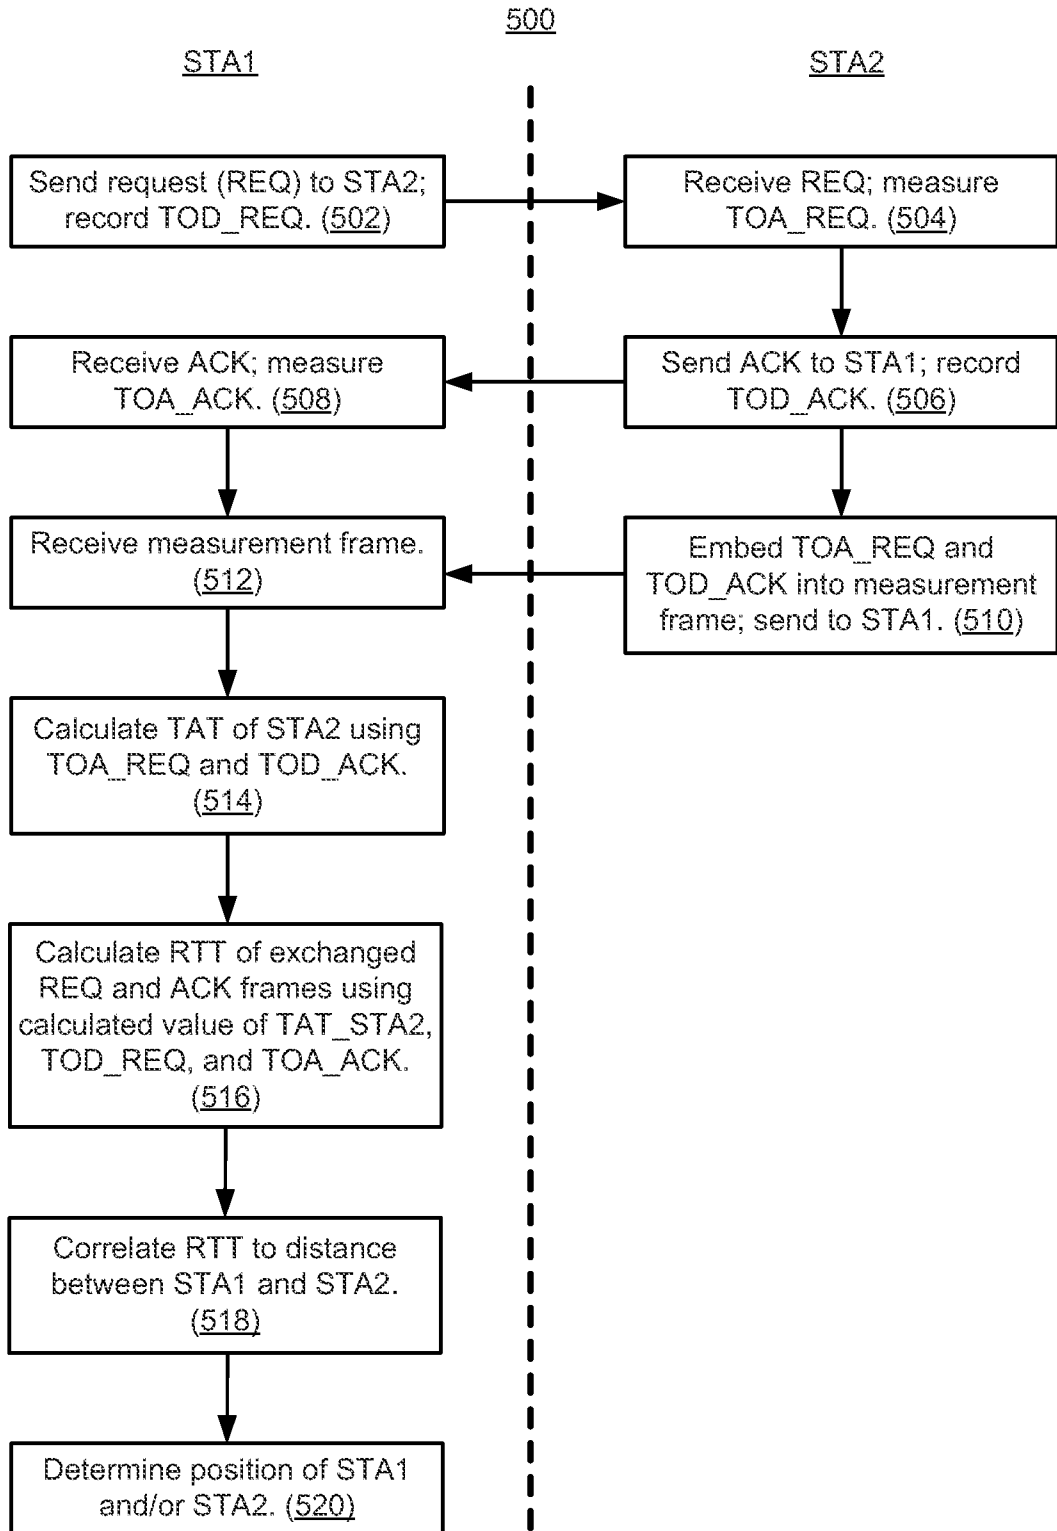 500
STA1
STA2
Send request (REQ) to STA2;
record TOD_REQ. (502)
Receive REQ; measure
TOA_REQ. (504)
Receive ACK; measure
TOA_ACK. (508)
Send ACK to STA1; record
TOD_ACK. (506)
Receive measurement frame.
(512)
Embed TOA_REQ and
TOD_ACK into measurement
frame; send to STA1. (510)
Calculate TAT of STA2 using
TOA_REQ and TOD_ACK.
(514)
Calculate RTT of exchanged
REQ and ACK frames using
calculated value of TAT_STA2,
TOD_REQ, and TOA_ACK.
(516)
Correlate RTT to distance
between STA1 and STA2.
(518)
Determine position of STA1
and/or STA2. (520)